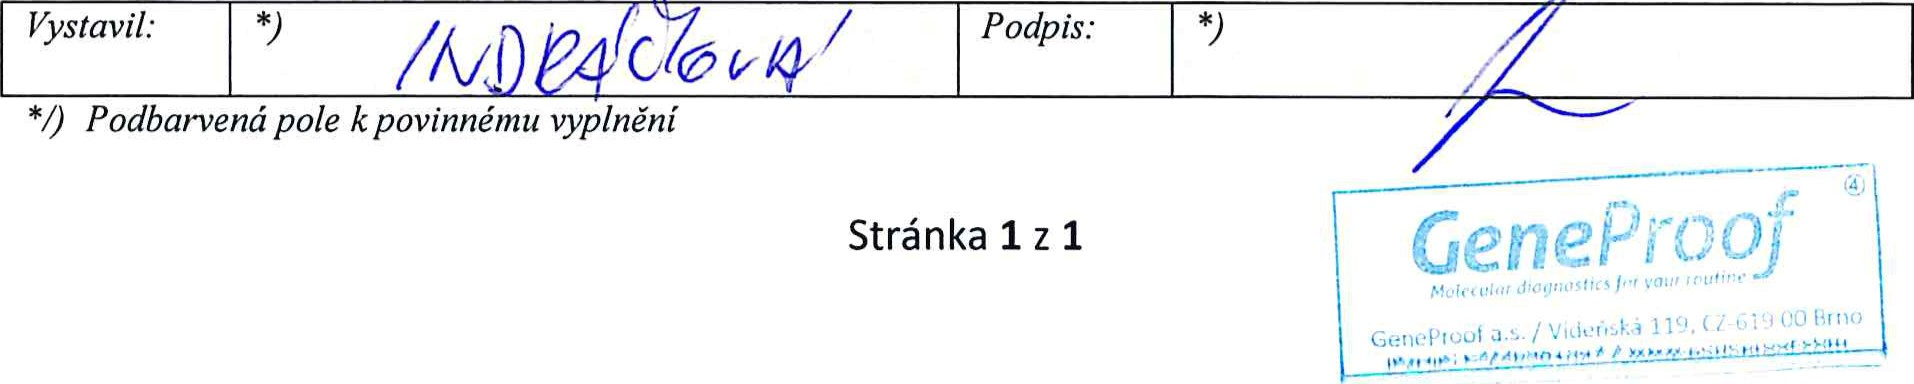 Vystavil: *) INDRÁČKOVÁ Podpis: *)
*/) Podbarvená pole k povinnému vyplnění
Stránka 1 z 1
④
GeneProof
Molecular diagnostics for your routine
GeneProof a.s. / Vídeňská 119, CZ-619 00 Brno